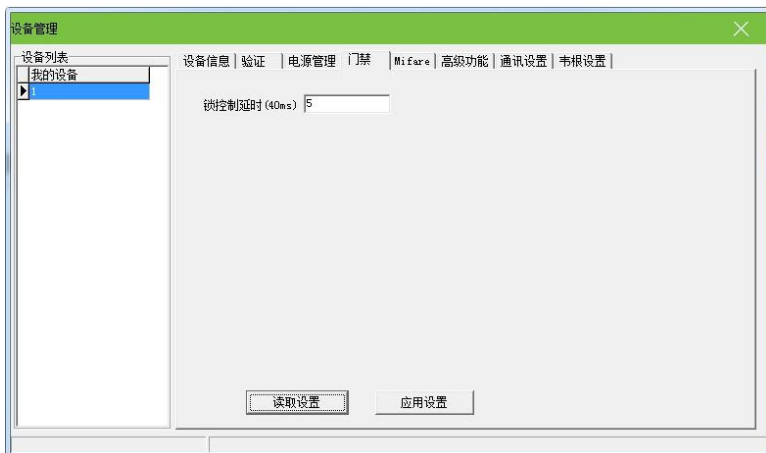 设备管理
设备列表
我的设备
1
设备信息 验证 电源管理 门禁 Mifare 高级功能 通讯设置 韦根设置
锁控制延时(40ms) 5
读取设置 应用设置